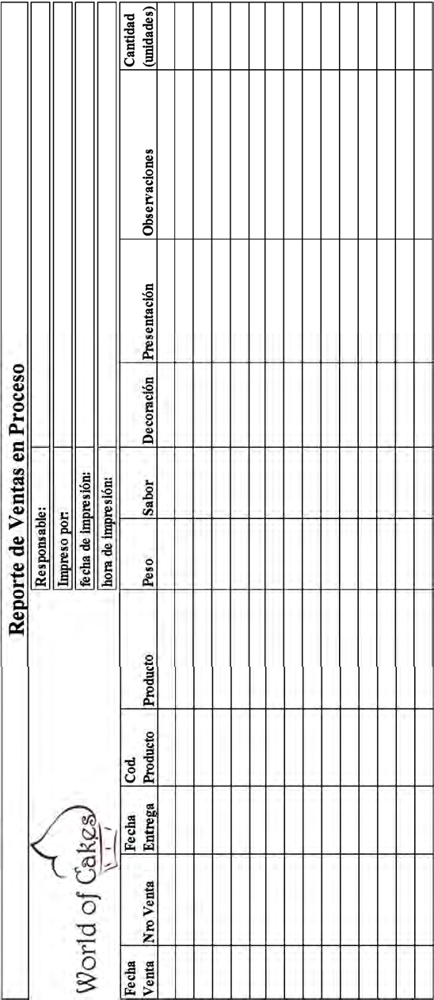 Reporte de Ventas en Proceso
World of Cakes
Responsable:
Impreso por:
fecha de impresión:
hora de impresión:
Fecha Venta
Nro Venta
Fecha Entrega
Cod. Producto
Producto
Peso
Sabor
Decoración
Presentación
Observaciones
Cantidad (unidades)